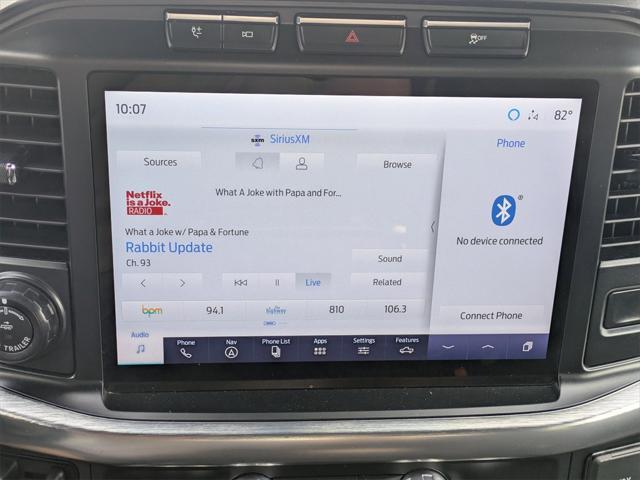 OFF
10:07
82°
sxm SiriusXM
Phone
Sources
Browse
Netflix
is a Joke.
RADIO
What A Joke with Papa and For...
What a Joke w/ Papa & Fortune
Rabbit Update
Ch. 93
No device connected
Sound
Live
Related
bpm
94.1
highway
810
106.3
Connect Phone
Audio
Phone
Nav
Phone List
Apps
Settings
Features
TRAILER